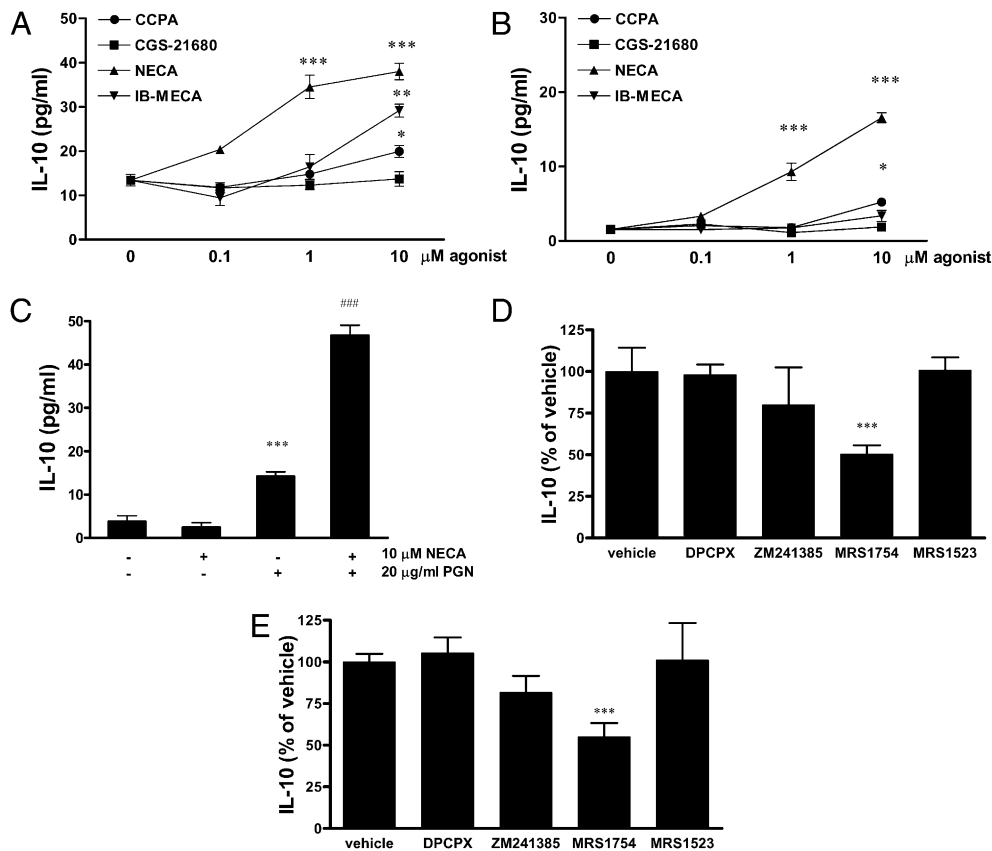 A
B
50
40
30
20
10
0
IL-10 (pg/ml)
CCPA
CGS-21680
NECA
IB-MECA
***
***
**
*
0 0.1 1 10 μM agonist
30
20
10
0
IL-10 (pg/ml)
CCPA
CGS-21680
NECA
IB-MECA
***
***
*
0 0.1 1 10 μM agonist
C
50
40
30
20
10
0
IL-10 (pg/ml)
***
###
- + - + 10 μM NECA
- - + + 20 μg/ml PGN
D
125
100
75
50
25
0
IL-10 (% of vehicle)
***
vehicle DPCPX ZM241385 MRS1754 MRS1523
E
125
100
75
50
25
0
IL-10 (% of vehicle)
***
vehicle DPCPX ZM241385 MRS1754 MRS1523